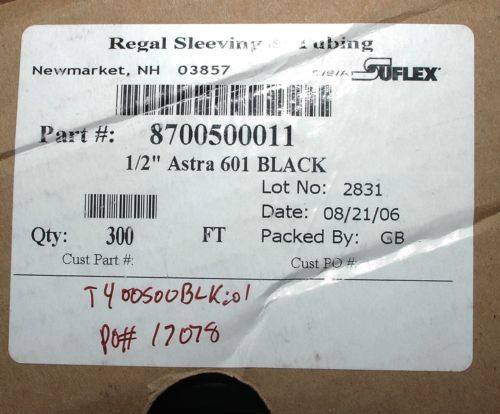 Regal Sleeving & Tubing
Newmarket, NH 03857
d/b/a SUFLEX®
Part #: 8700500011
1/2" Astra 601 BLACK
Lot No: 2831
Date: 08/21/06
Qty: 300 FT Packed By: GB
Cust Part #: Cust PO #:
T400500BLK:01
PO# 17078